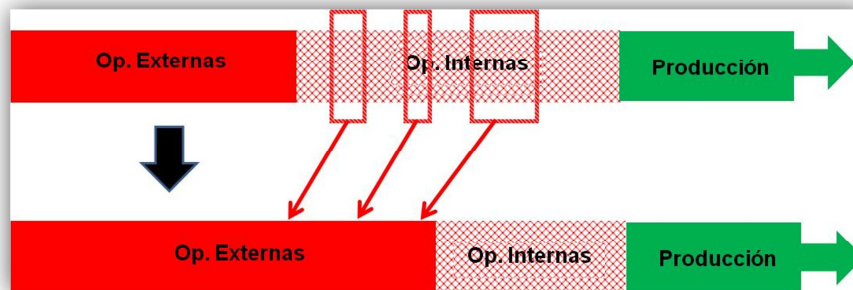 Op. Externas
Op. Internas
Producción
Op. Externas
Op. Internas
Producción